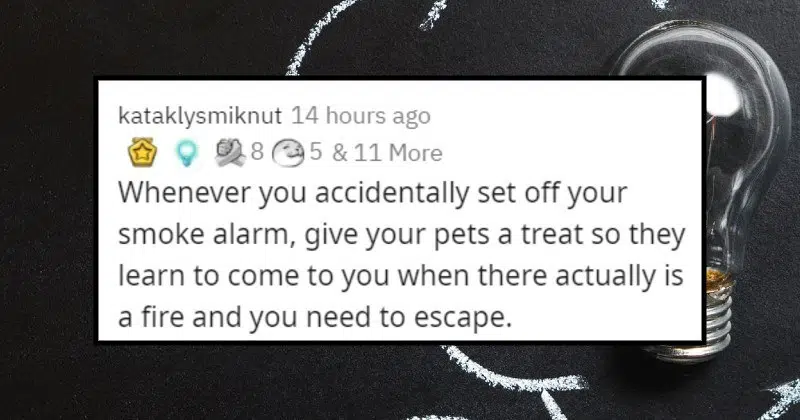 kataklysmiknut 14 hours ago
8 5 & 11 More
Whenever you accidentally set off your
smoke alarm, give your pets a treat so they
learn to come to you when there actually is
a fire and you need to escape.